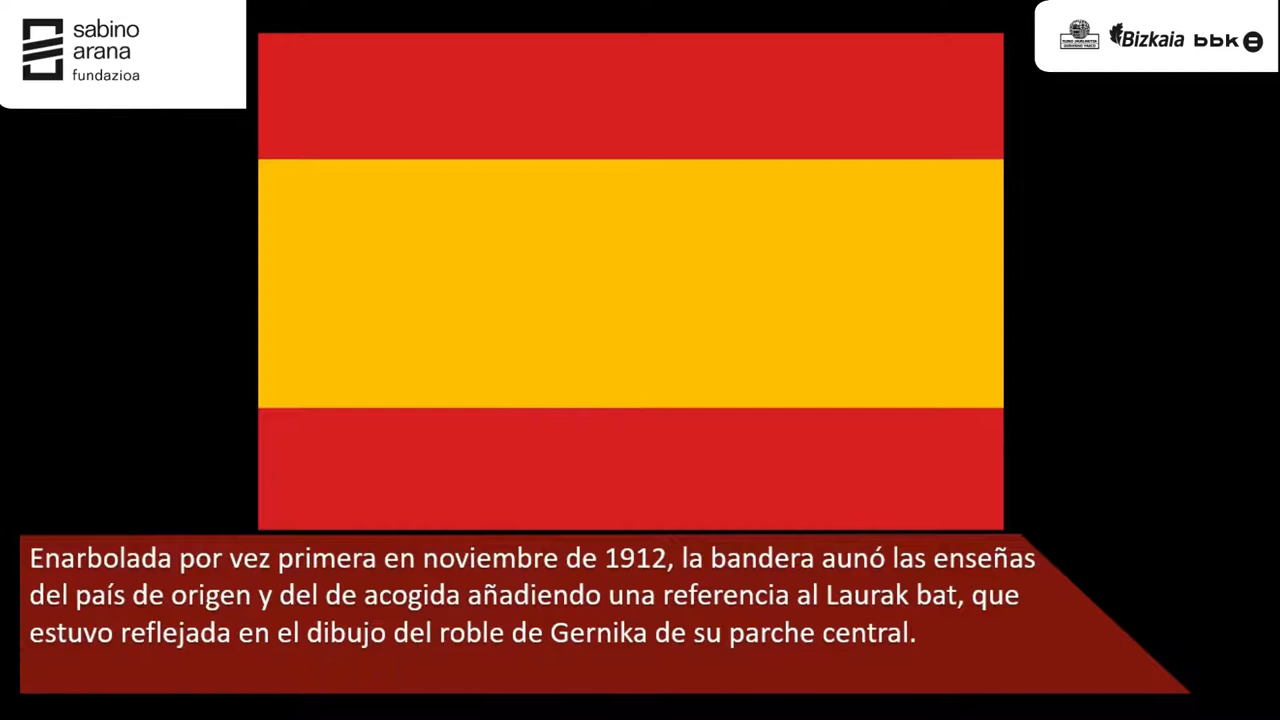 sabino
arana
fundazioa
Bizkaia
bbk
Enarbolada por vez primera en noviembre de 1912, la bandera aunó las enseñas
del país de origen y del de acogida añadiendo una referencia al Laurak bat, que
estuvo reflejada en el dibujo del roble de Gernika de su parche central.